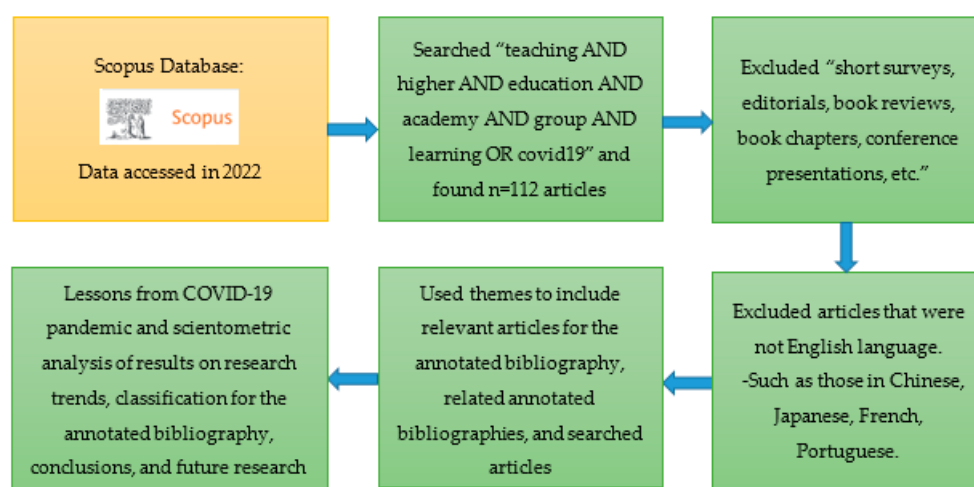 Scopus Database:
Scopus
Data accessed in 2022
Searched “teaching AND
higher AND education AND
academy AND group AND
learning OR covid19” and
found n=112 articles
Excluded “short surveys,
editorials, book reviews,
book chapters, conference
presentations, etc.”
Excluded articles that were
not English language.
-Such as those in Chinese,
Japanese, French,
Portuguese.
Used themes to include
relevant articles for the
annotated bibliography,
related annotated
bibliographies, and searched
articles
Lessons from COVID-19
pandemic and scientometric
analysis of results on research
trends, classification for the
annotated bibliography,
conclusions, and future research